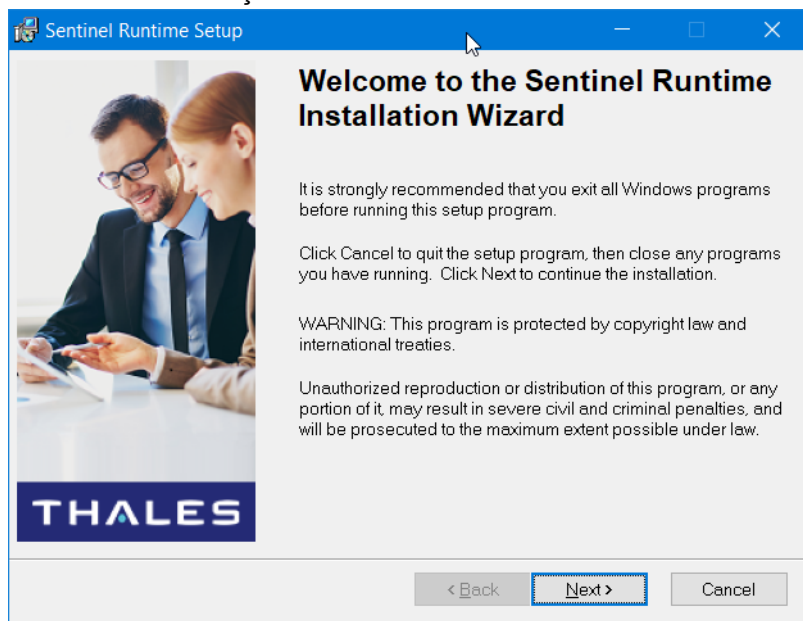 Sentinel Runtime Setup
Welcome to the Sentinel Runtime
Installation Wizard
It is strongly recommended that you exit all Windows programs
before running this setup program.
Click Cancel to quit the setup program, then close any programs
you have running. Click Next to continue the installation.
WARNING: This program is protected by copyright law and
international treaties.
Unauthorized reproduction or distribution of this program, or any
portion of it, may result in severe civil and criminal penalties, and
will be prosecuted to the maximum extent possible under law.
THALES
< Back Next > Cancel